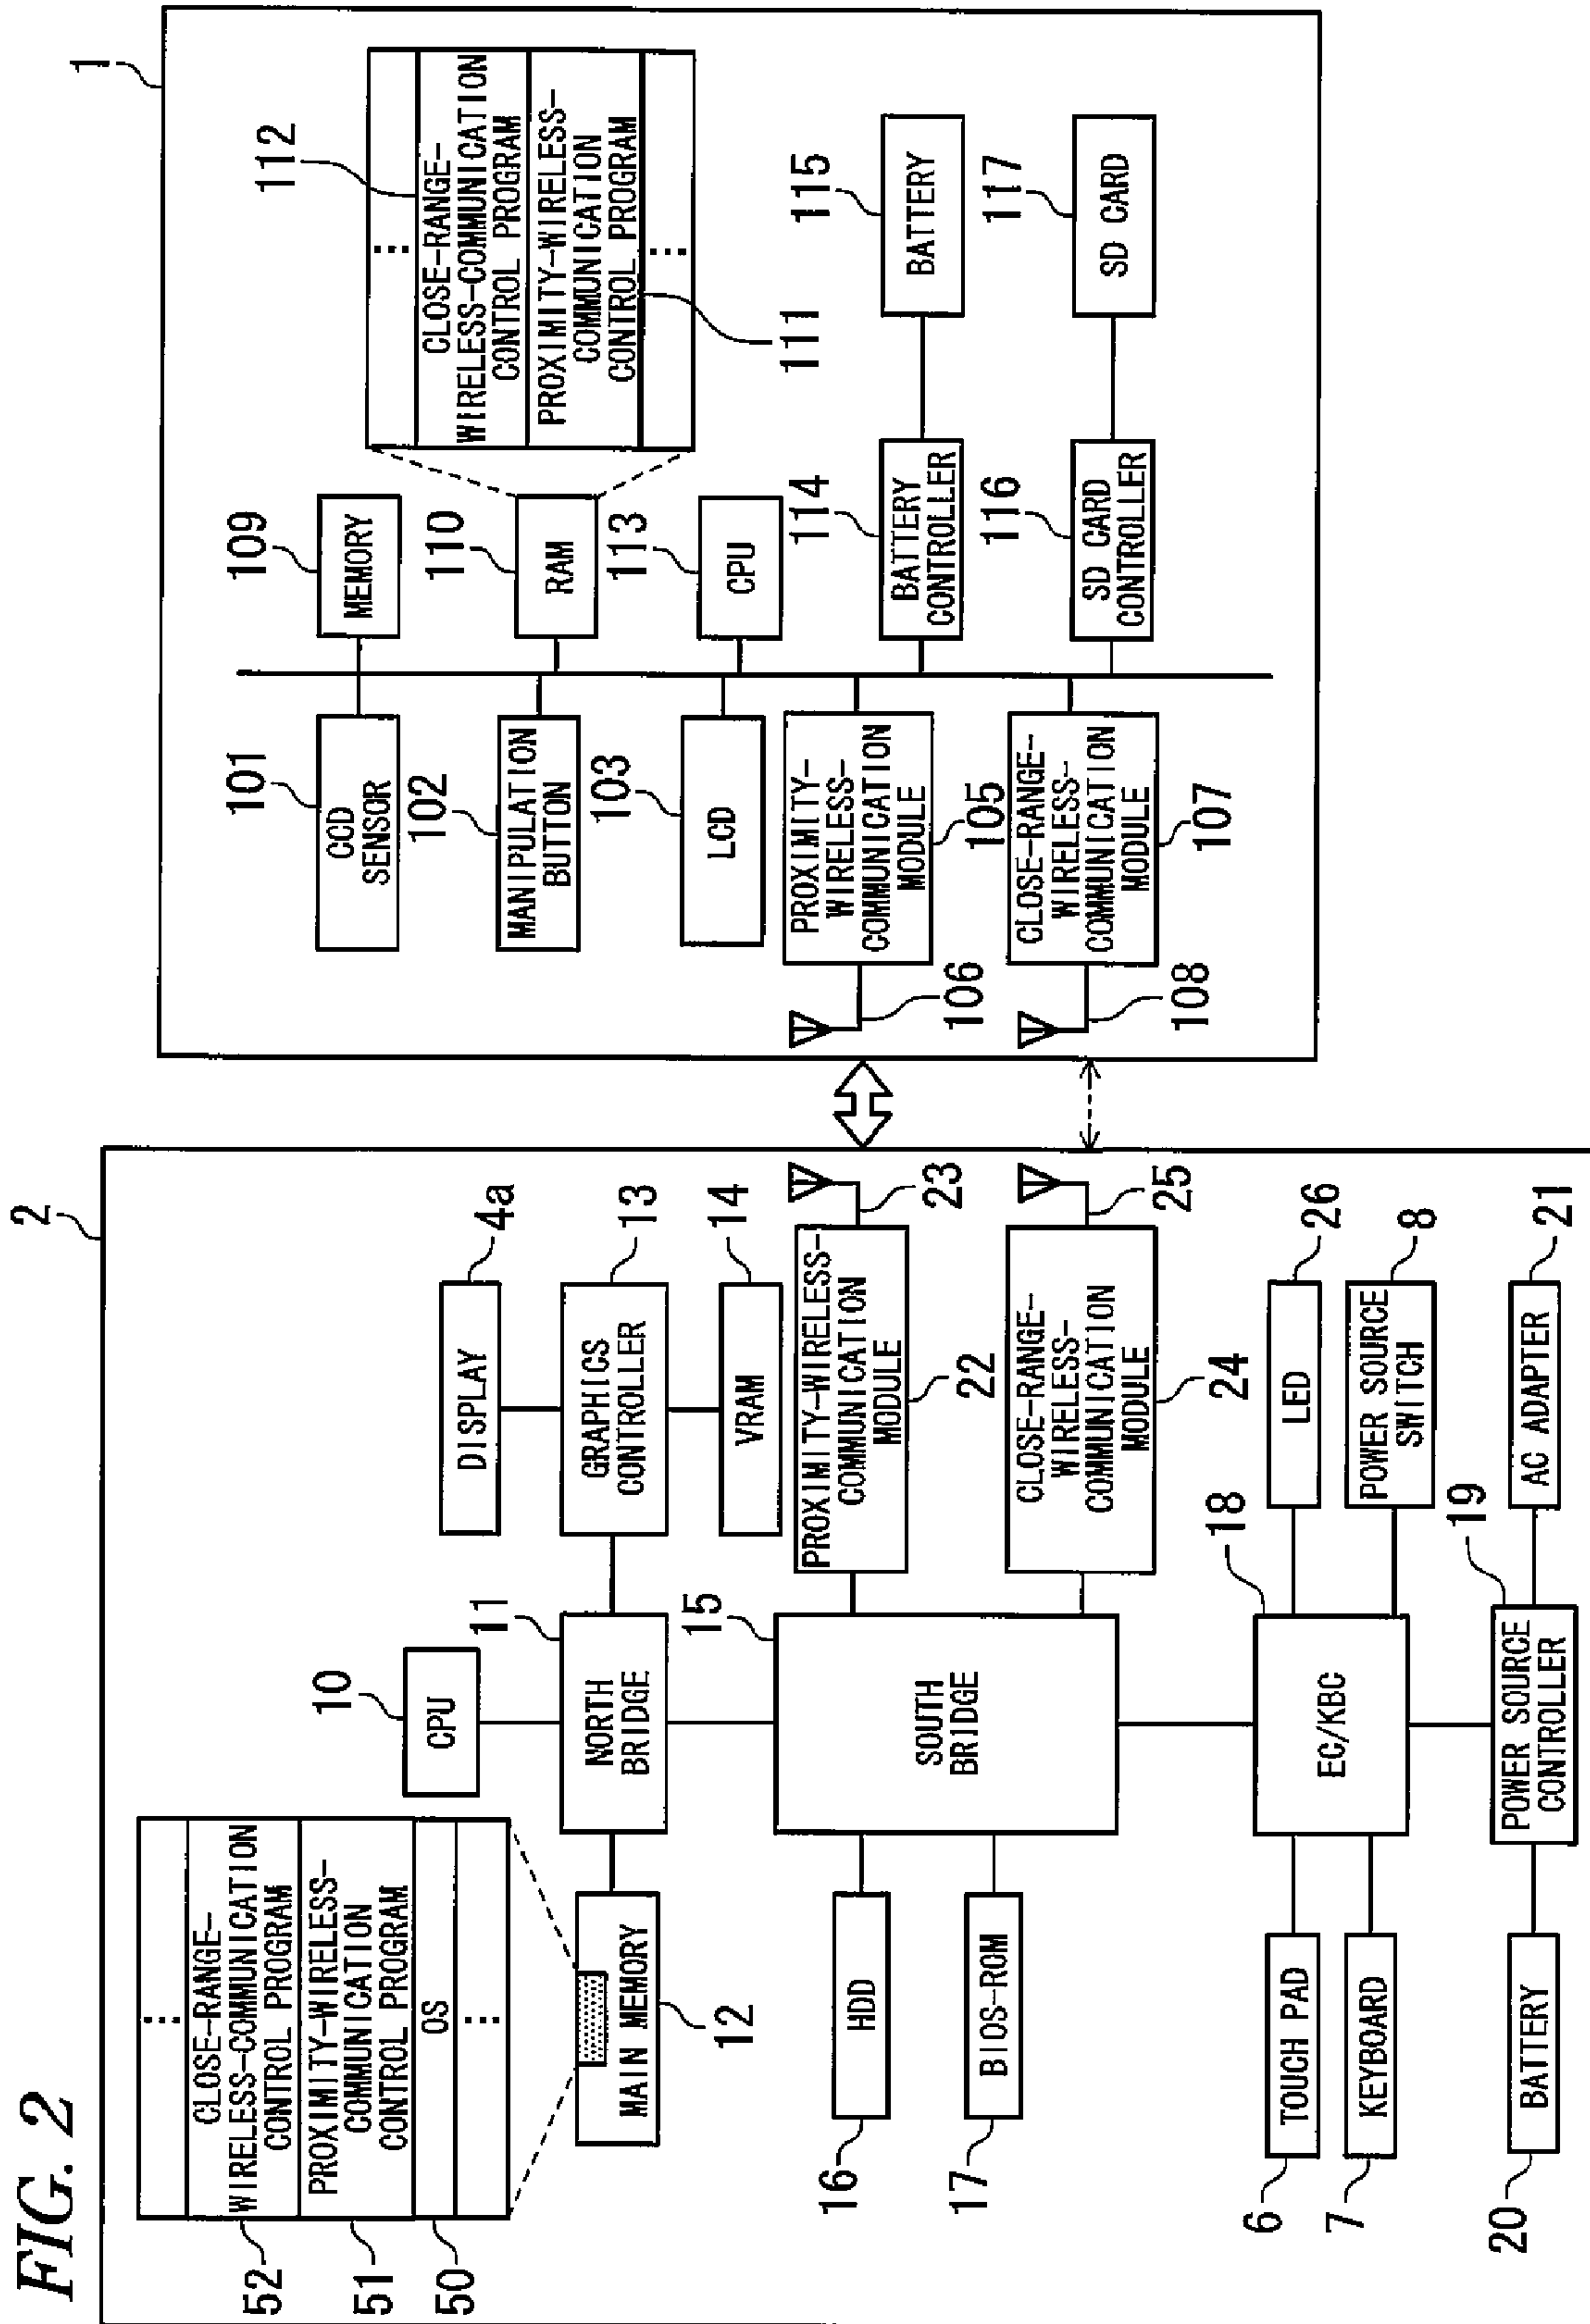 FIG. 2
2
52
51
50
CLOSE-RANGE-
WIRELESS-COMMUNICATION
CONTROL PROGRAM
PROXIMITY-WIRELESS-
COMMUNICATION
CONTROL PROGRAM
OS
10
CPU
4a
DISPLAY
MAIN MEMORY
12
11
NORTH
BRIDGE
13
GRAPHICS
CONTROLLER
14
VRAM
15
SOUTH
BRIDGE
16
HDD
17
BIOS-ROM
PROXIMITY-WIRELESS-
COMMUNICATION
MODULE
22
23
CLOSE-RANGE-
WIRELESS-
COMMUNICATION
MODULE
24
25
18
EC/KBC
6
TOUCH PAD
7
KEYBOARD
26
LED
8
POWER SOURCE
SWITCH
19
POWER SOURCE
CONTROLLER
20
BATTERY
21
AC ADAPTER
1
101
CCD
SENSOR
109
MEMORY
102
MANIPULATION
BUTTON
110
RAM
112
CLOSE-RANGE-
WIRELESS-COMMUNICATION
CONTROL PROGRAM
PROXIMITY-WIRELESS-
COMMUNICATION
CONTROL PROGRAM
111
103
LCD
113
CPU
PROXIMITY-
WIRELESS-
COMMUNICATION
MODULE
105
106
114
BATTERY
CONTROLLER
115
BATTERY
CLOSE-RANGE-
WIRELESS-
COMMUNICATION
MODULE
107
108
116
SD CARD
CONTROLLER
117
SD CARD